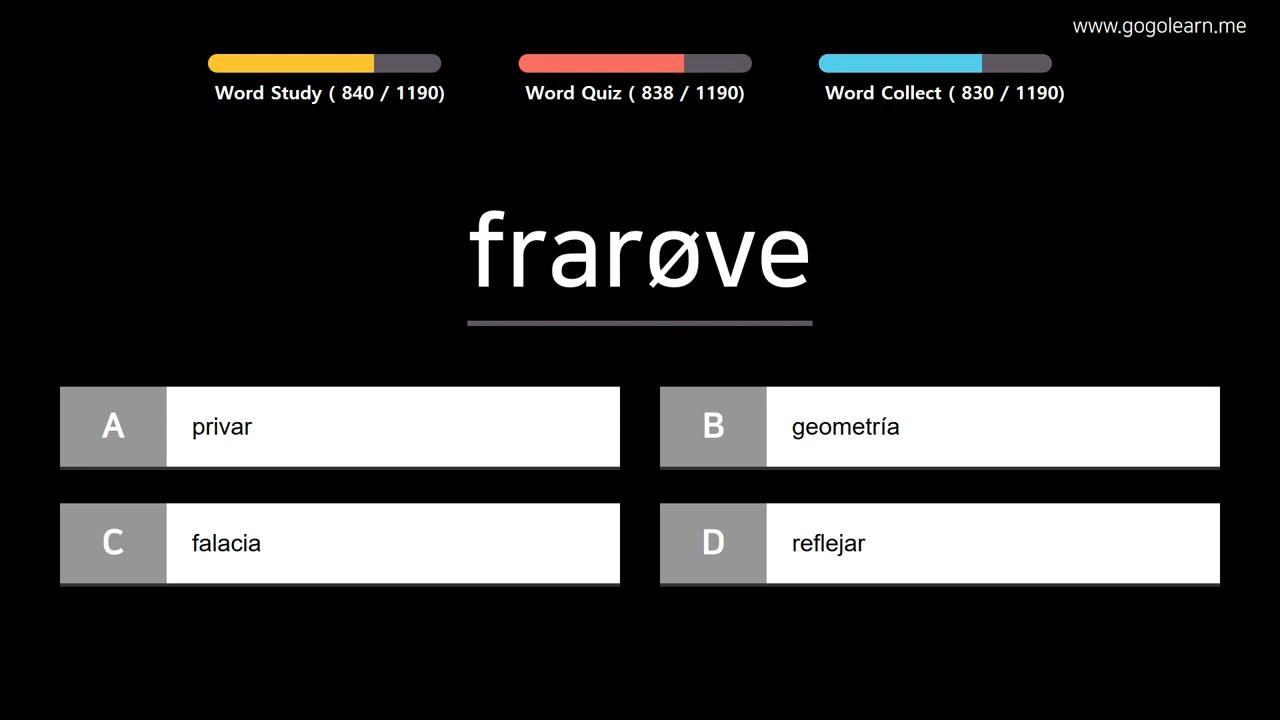 www.gogolearn.me
Word Study ( 840 / 1190)
Word Quiz ( 838 / 1190)
Word Collect ( 830 / 1190)
frarøve
A privar
B geometría
C falacia
D reflejar